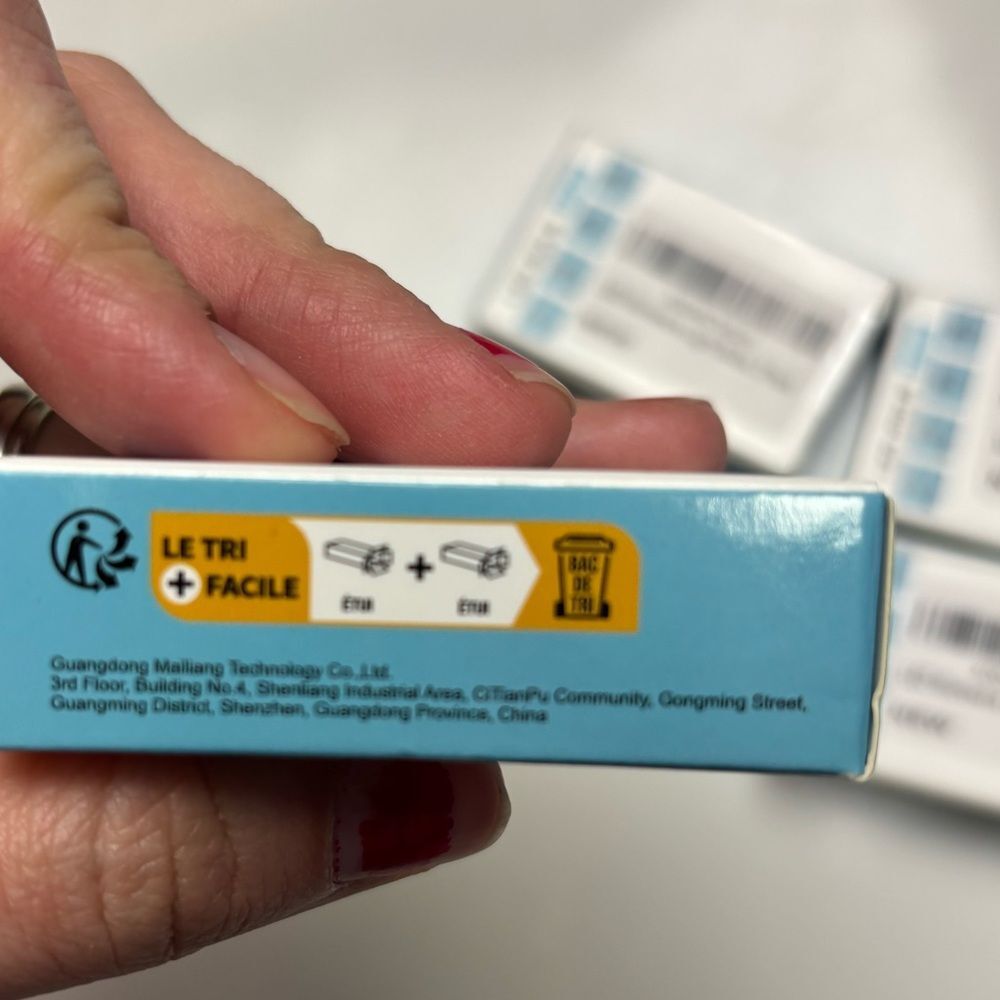 LE TRI
+ FACILE
ÉTUI
+
ÉTUI
BAC
DE
TRI
Guangdong Mailiang Technology Co.,Ltd.
3rd Floor, Building No.4, Shenliang Industrial Area, CiTianPu Community, Gongming Street,
Guangming District, Shenzhen, Guangdong Province, China